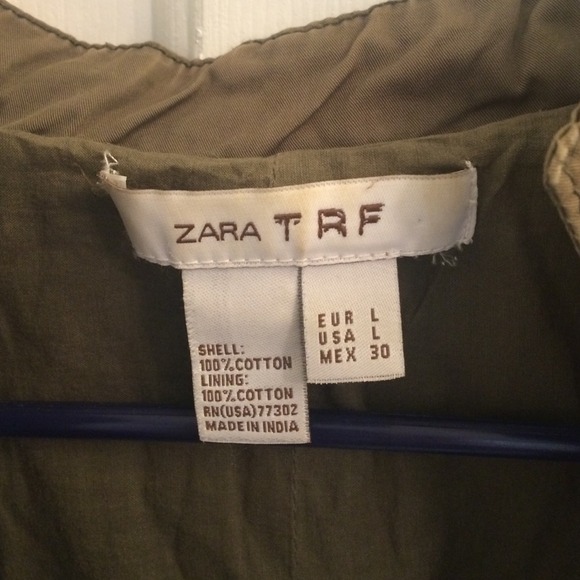 ZARA TRF
EUR L
USA L
MEX 30
SHELL:
100%COTTON
LINING:
100%COTTON
RN(USA)77302
MADE IN INDIA